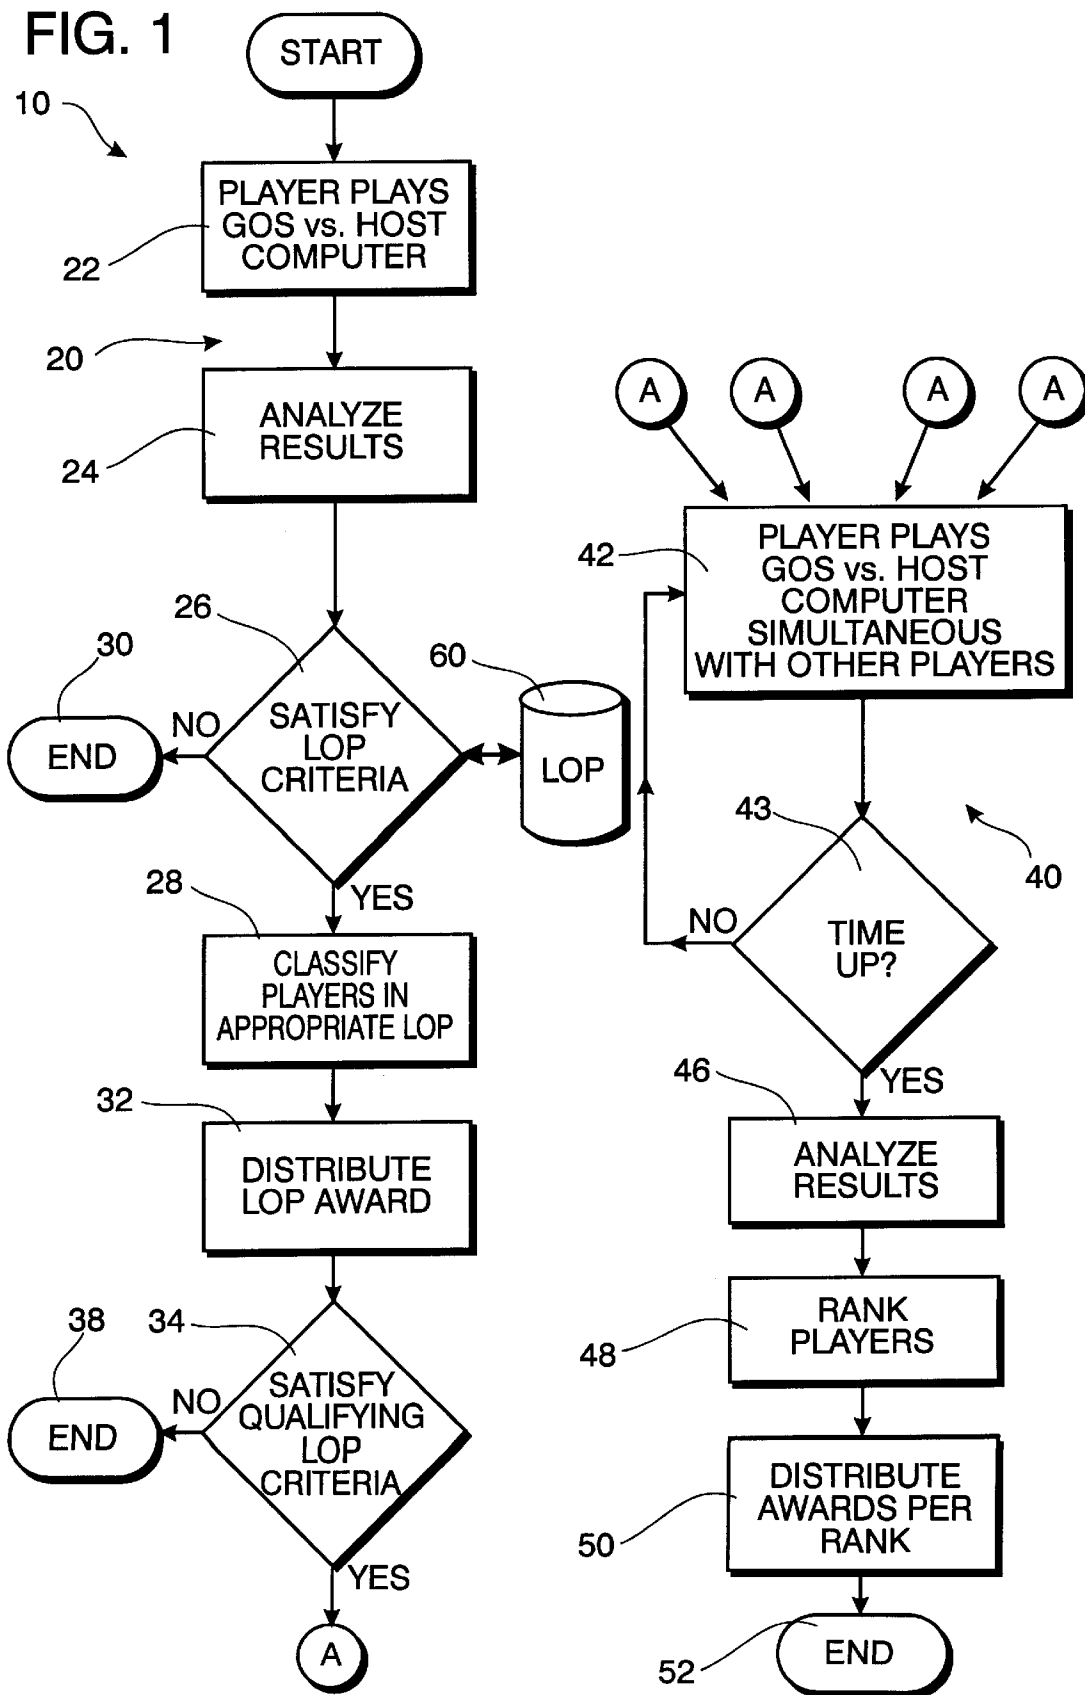 FIG. 1
START
10
PLAYER PLAYS
GOS vs. HOST
COMPUTER
22
20
ANALYZE
RESULTS
24
26
SATISFY
LOP
CRITERIA
NO
30
END
60
LOP
YES
28
CLASSIFY
PLAYERS IN
APPROPRIATE LOP
32
DISTRIBUTE
LOP AWARD
34
SATISFY
QUALIFYING
LOP
CRITERIA
NO
38
END
YES
A
A
A
A
A
42
PLAYER PLAYS
GOS vs. HOST
COMPUTER
SIMULTANEOUS
WITH OTHER PLAYERS
43
40
TIME
UP?
NO
YES
46
ANALYZE
RESULTS
RANK
PLAYERS
48
DISTRIBUTE
AWARDS PER
RANK
50
END
52